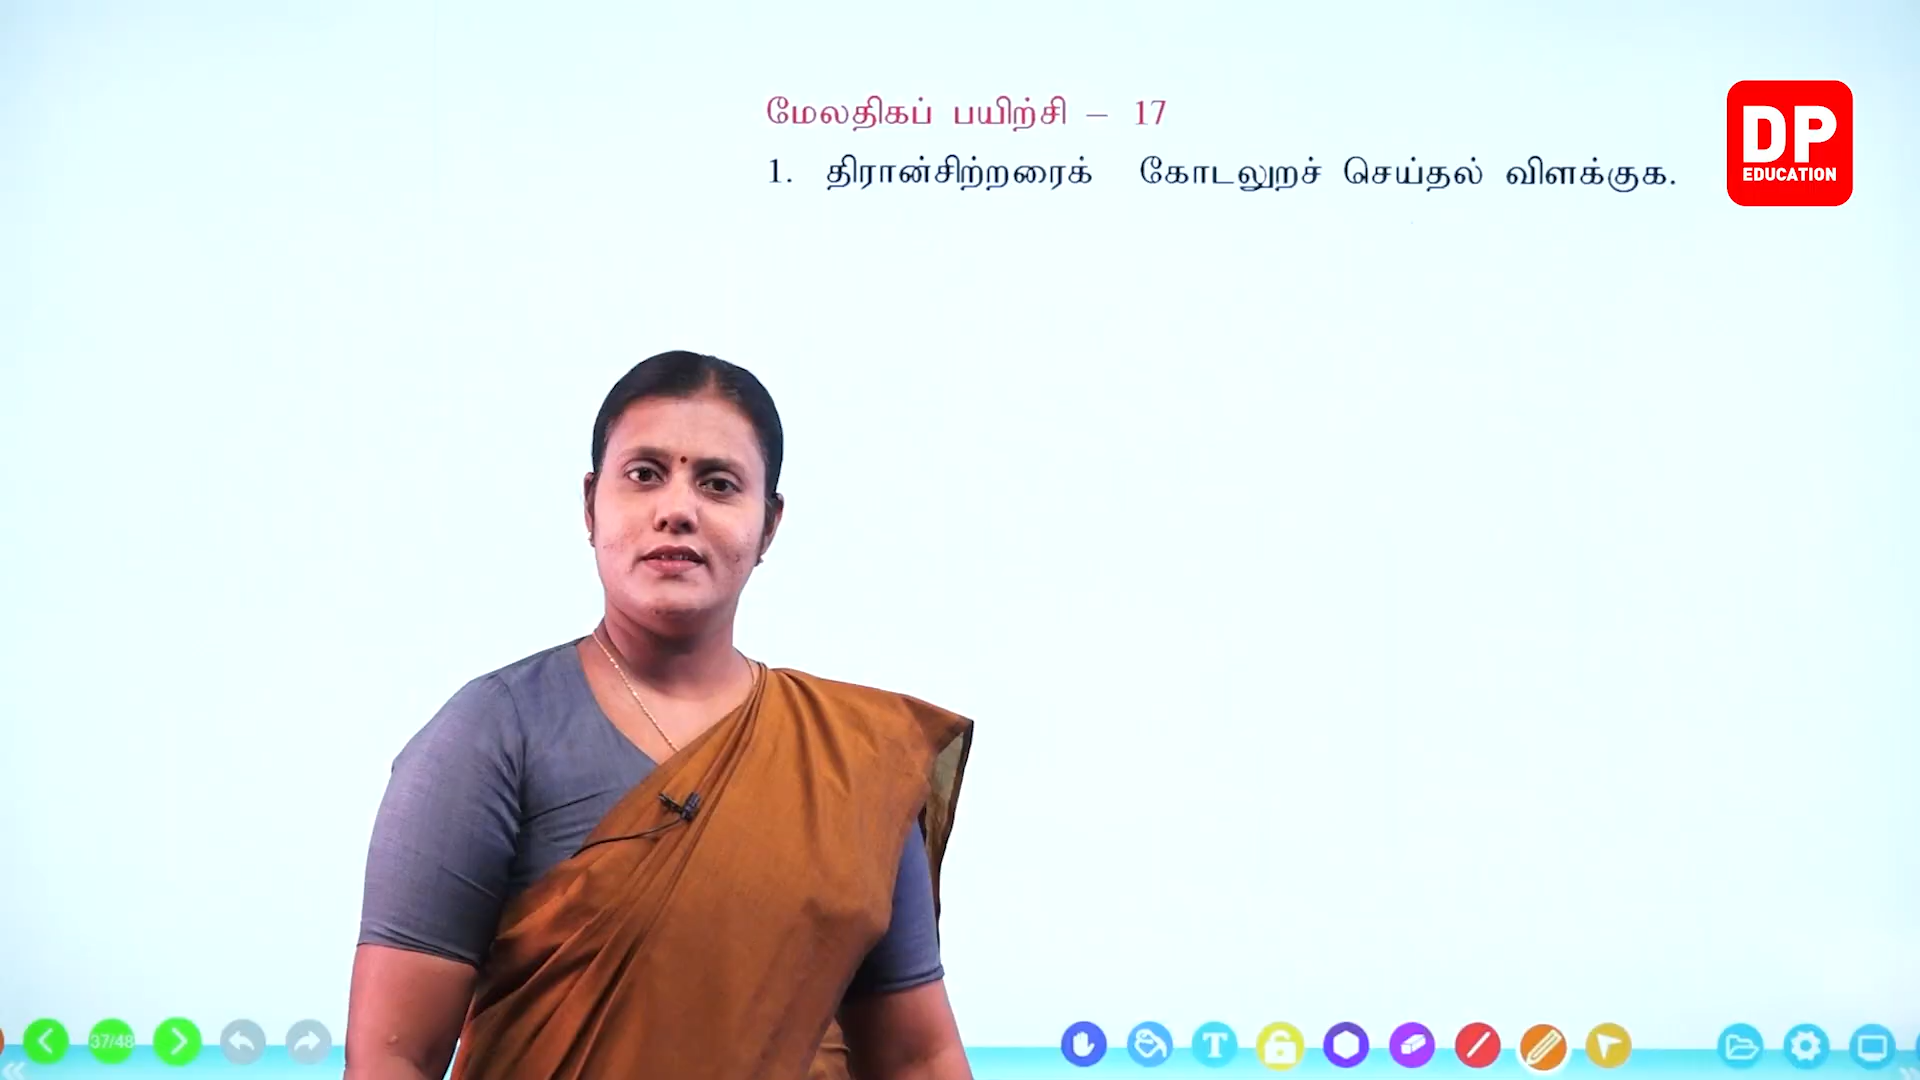 மேலதிகப் பயிற்சி – 17
1. திரான்சிற்றரைக் கோடலுறச் செய்தல் விளக்குக.
DP
EDUCATION
37/48
T